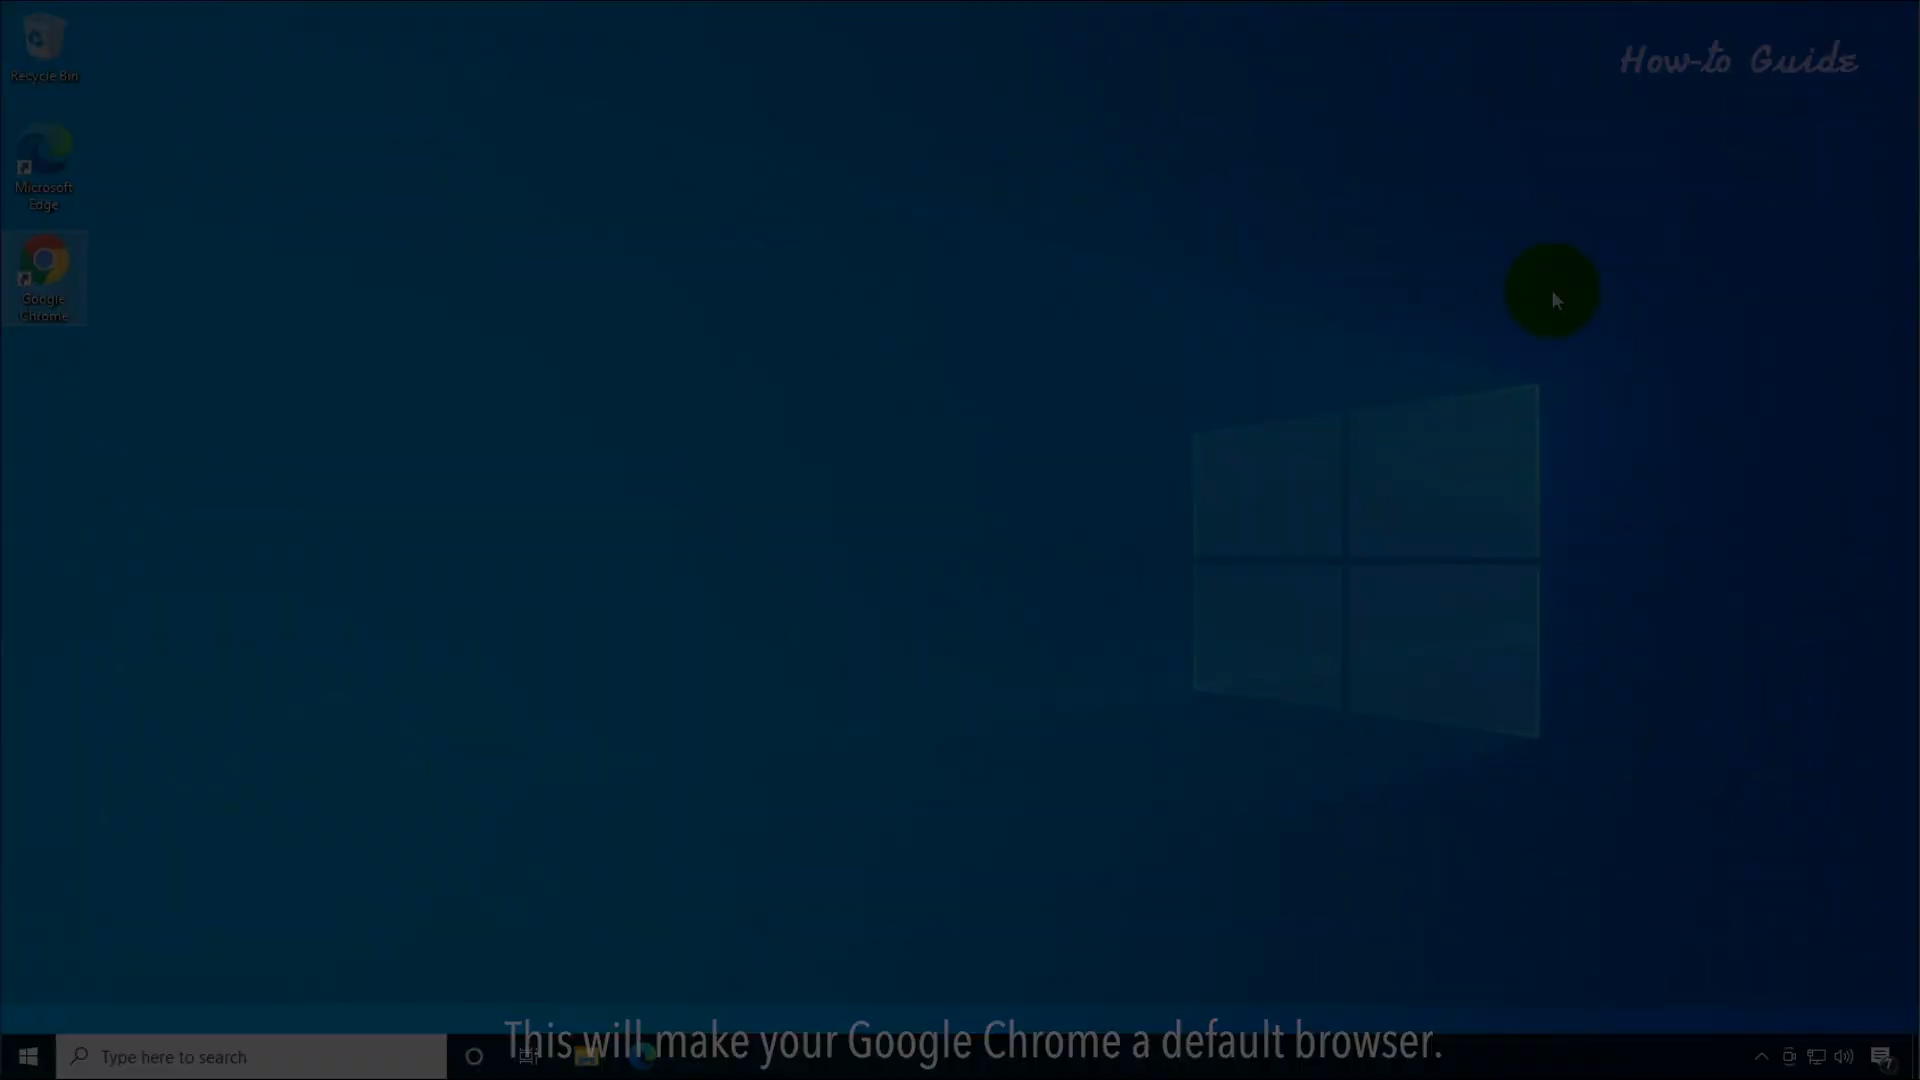 Recycle Bin
How-to Guide
Microsoft
Edge
Google
Chrome
This will make your Google Chrome a default browser.
Type here to search
7